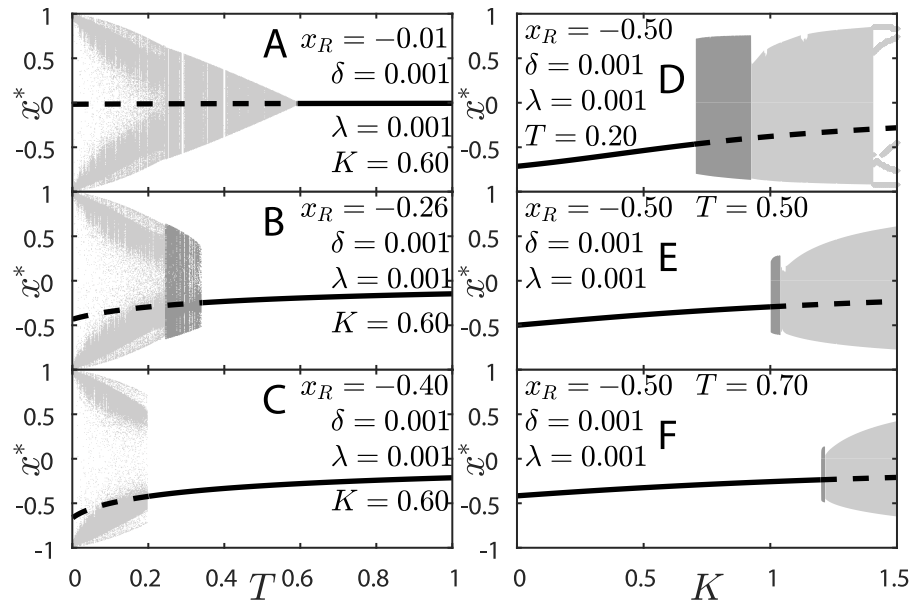 1
0.5
0
-0.5
x*
A
x_R = −0.01
δ = 0.001
λ = 0.001
K = 0.60
1
0.5
0
-0.5
x*
B
x_R = −0.26
δ = 0.001
λ = 0.001
K = 0.60
1
0.5
0
-0.5
-1
x*
C
x_R = −0.40
δ = 0.001
λ = 0.001
K = 0.60
0 0.2 0.4 0.6 0.8 1
T
1
0.5
0
-0.5
x*
D
x_R = −0.50
δ = 0.001
λ = 0.001
T = 0.20
1
0.5
0
-0.5
x*
E
x_R = −0.50 T = 0.50
δ = 0.001
λ = 0.001
1
0.5
0
-0.5
-1
x*
F
x_R = −0.50 T = 0.70
δ = 0.001
λ = 0.001
0 0.5 1 1.5
K